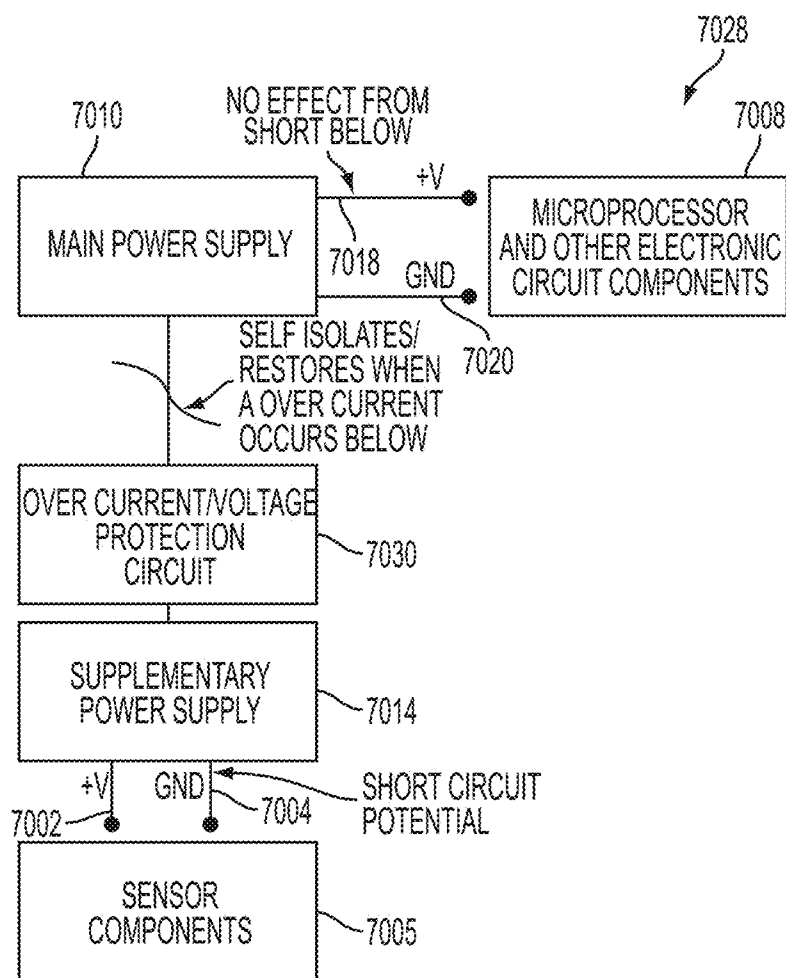 7028
7010
NO EFFECT FROM
SHORT BELOW
7008
+V
MAIN POWER SUPPLY
7018
GND
7020
MICROPROCESSOR
AND OTHER ELECTRONIC
CIRCUIT COMPONENTS
SELF ISOLATES/
RESTORES WHEN
A OVER CURRENT
OCCURS BELOW
OVER CURRENT/VOLTAGE
PROTECTION
CIRCUIT
7030
SUPPLEMENTARY
POWER SUPPLY
7014
+V
GND
7002
7004
SHORT CIRCUIT
POTENTIAL
SENSOR
COMPONENTS
7005